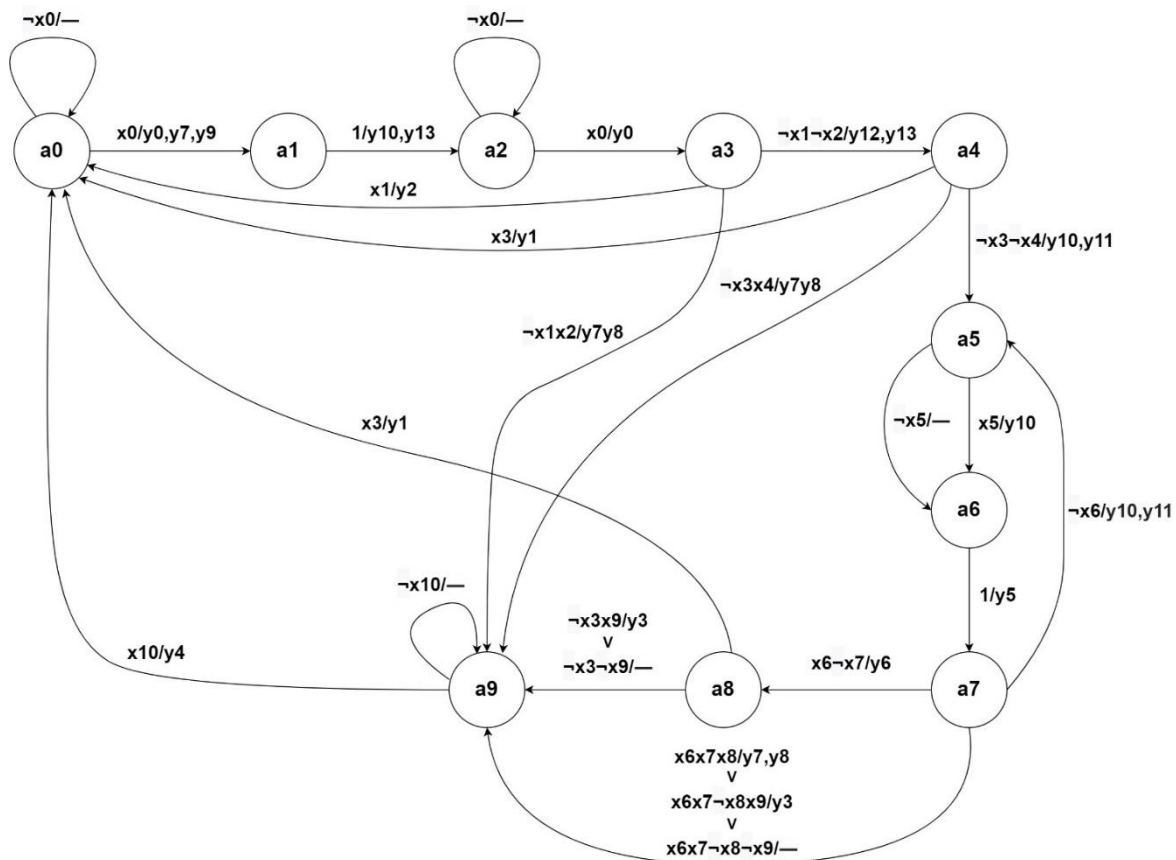 ¬x0/—
¬x0/—
a0
x0/y0,y7,y9
a1
1/y10,y13
a2
x0/y0
a3
¬x1¬x2/y12,y13
a4
x1/y2
x3/y1
¬x3¬x4/y10,y11
¬x3x4/y7y8
¬x1x2/y7y8
a5
x3/y1
¬x5/—
x5/y10
a6
¬x6/y10,y11
¬x10/—
1/y5
¬x3x9/y3
∨
¬x3¬x9/—
x10/y4
a9
a8
x6¬x7/y6
a7
x6x7x8/y7,y8
∨
x6x7¬x8x9/y3
∨
x6x7¬x8¬x9/—